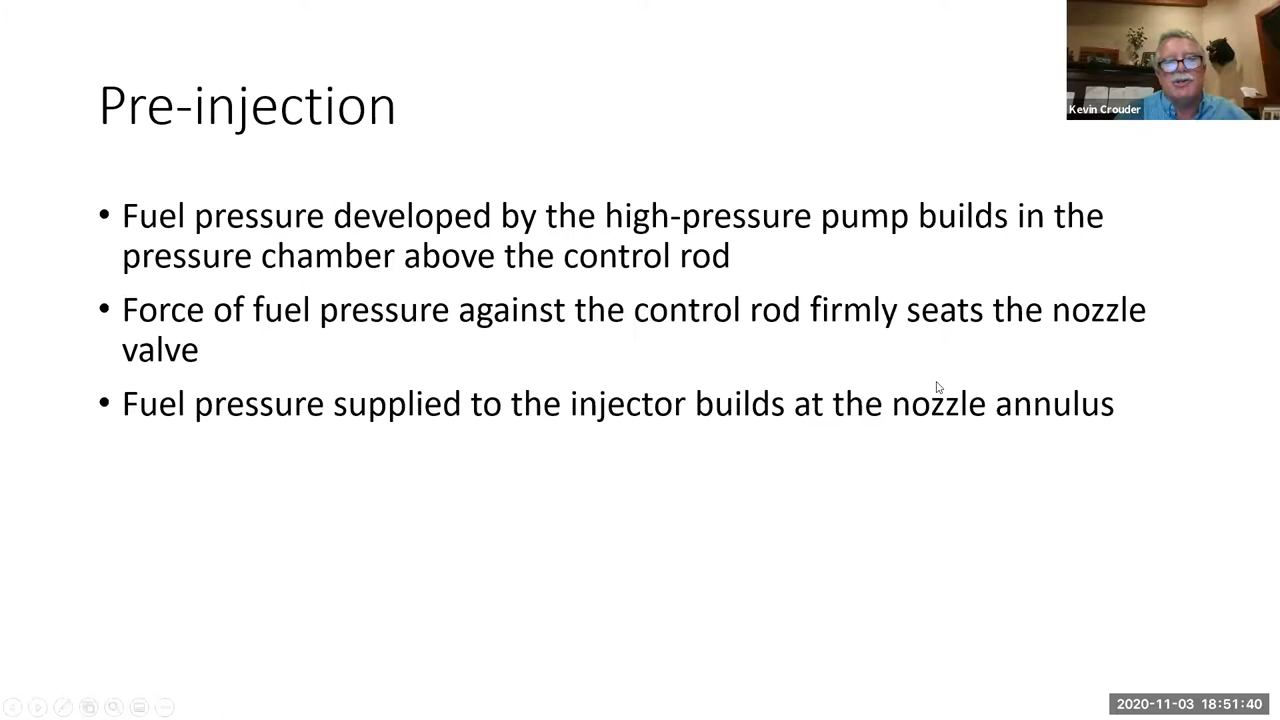 Pre-injection
Kevin Crouder
• Fuel pressure developed by the high-pressure pump builds in the
pressure chamber above the control rod
• Force of fuel pressure against the control rod firmly seats the nozzle
valve
• Fuel pressure supplied to the injector builds at the nozzle annulus
2020-11-03 18:51:40